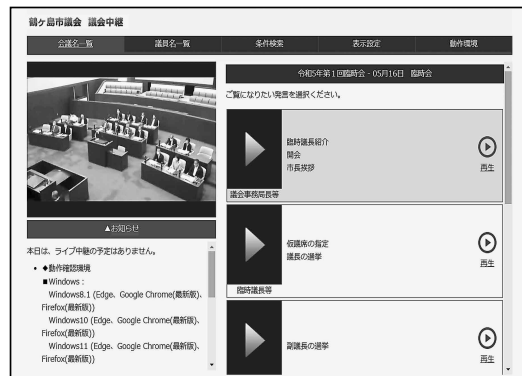 鶴ヶ島市議会 議会中継
会議名一覧 議員名一覧 条件検索 表示設定 動作環境
令和5年第1回臨時会 - 05月16日 臨時会
ご覧になりたい発言を選択ください。
臨時議長紹介
開会
市長挨拶
再生
議会事務局長等
仮議席の指定
議長の選挙
再生
臨時議長等
副議長の選挙
再生
▲お知らせ
本日は、ライブ中継の予定はありません。
• ◆動作確認環境
■Windows：
Windows8.1 (Edge、Google Chrome(最新版)、
Firefox(最新版))
Windows10 (Edge、Google Chrome(最新版)、
Firefox(最新版))
Windows11 (Edge、Google Chrome(最新版)、
Firefox(最新版))